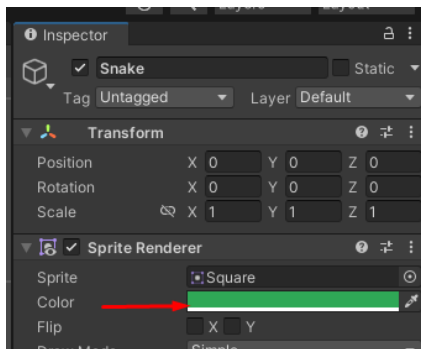 Inspector
Snake Static
Tag Untagged Layer Default
Transform
Position X 0 Y 0 Z 0
Rotation X 0 Y 0 Z 0
Scale X 1 Y 1 Z 1
Sprite Renderer
Sprite Square
Color
Flip X Y